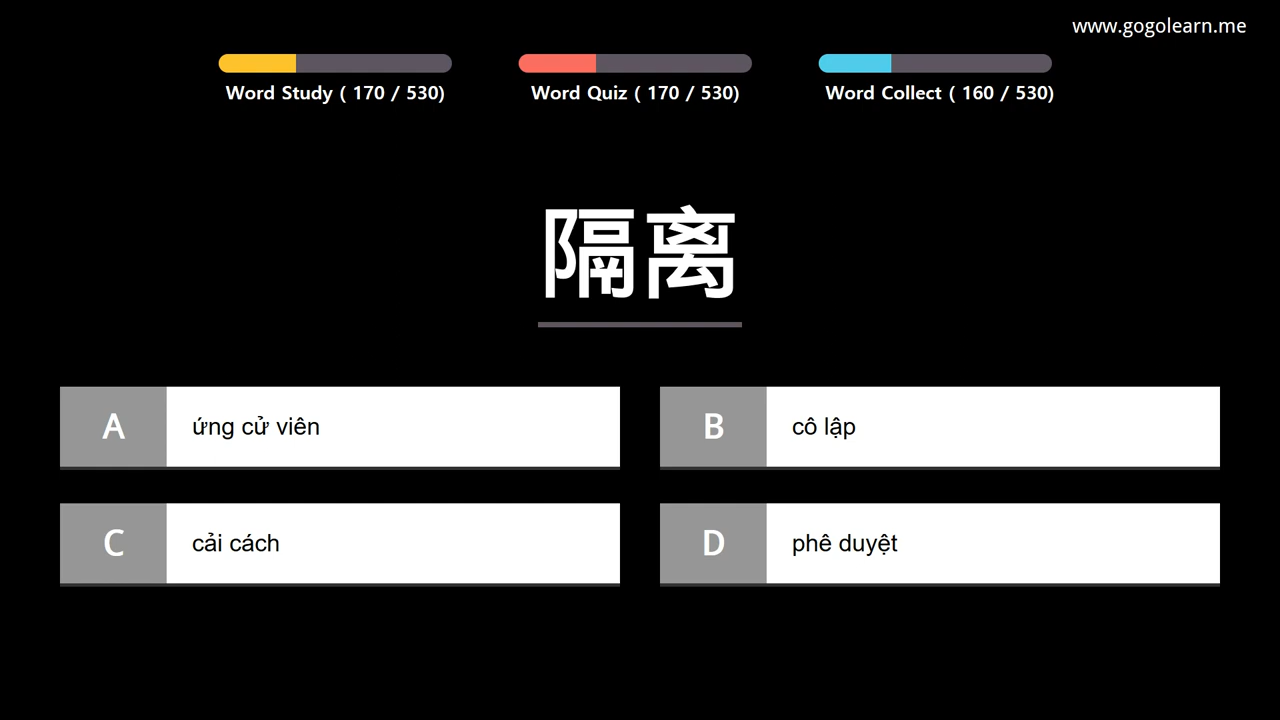 www.gogolearn.me
Word Study ( 170 / 530)
Word Quiz ( 170 / 530)
Word Collect ( 160 / 530)
隔离
A ứng cử viên
B cô lập
C cải cách
D phê duyệt